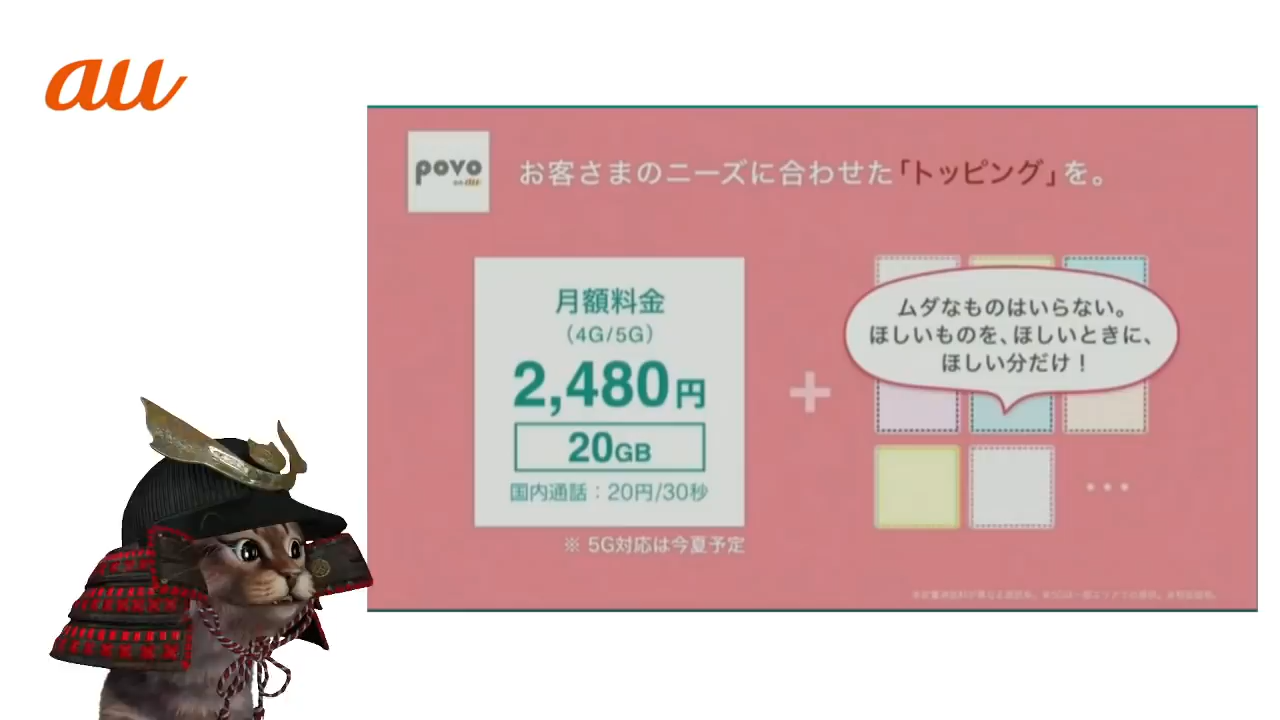 au
povo
on au
お客さまのニーズに合わせた「トッピング」を。
月額料金
（4G/5G）
2,480円
20GB
国内通話：20円/30秒
※ 5G対応は今夏予定
+
ムダなものはいらない。
ほしいものを、ほしいときに、
ほしい分だけ！
•••